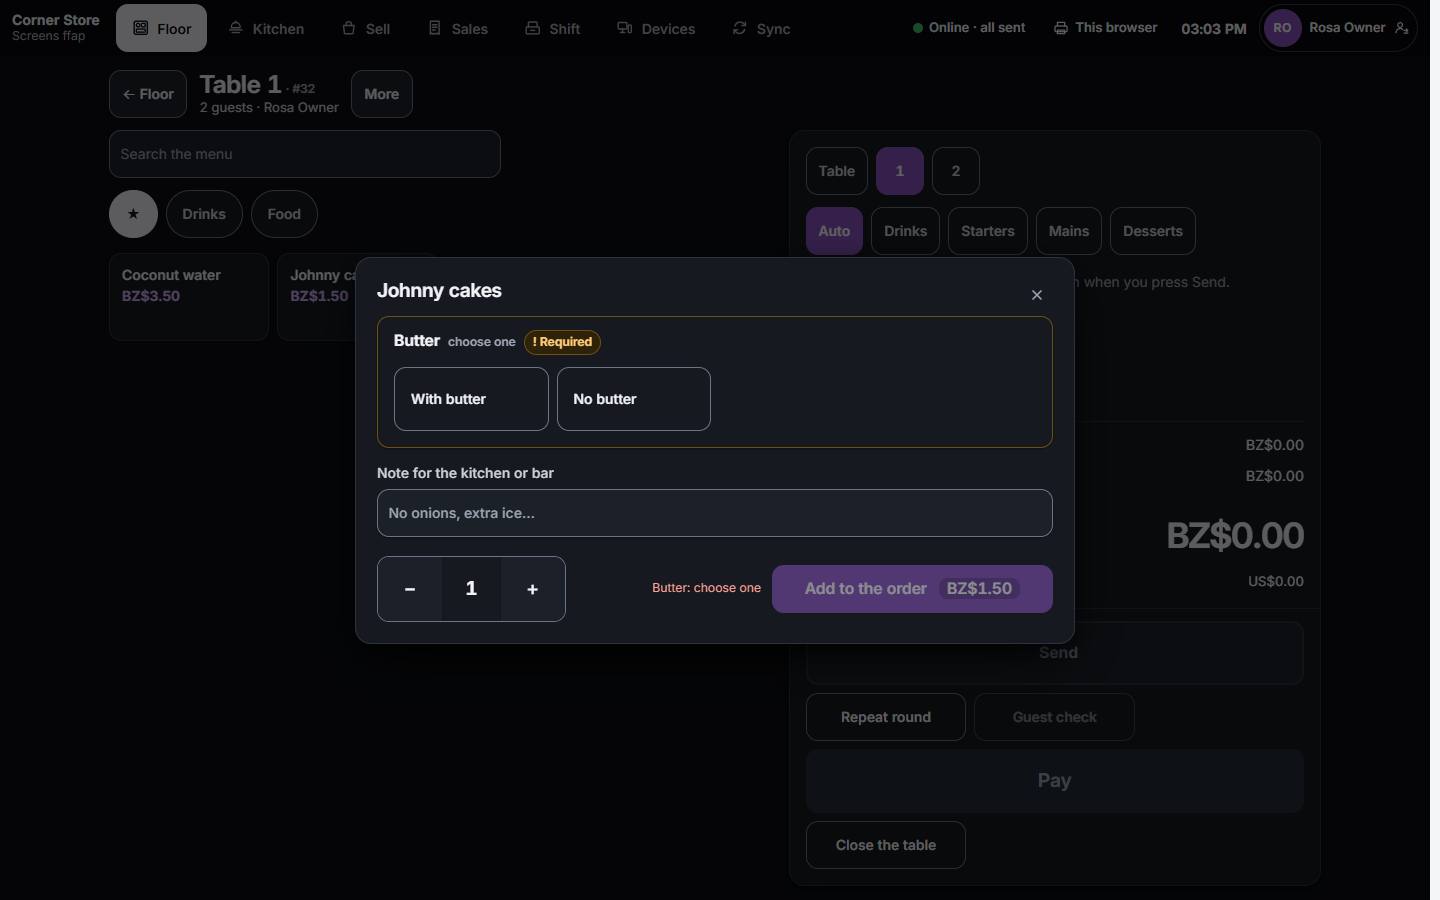 Corner Store
Screens ffap
Floor
Kitchen
Sell
Sales
Shift
Devices
Sync
Online · all sent
This browser
03:03 PM
RO
Rosa Owner
← Floor
Table 1 · #32
2 guests · Rosa Owner
More
Search the menu
★
Drinks
Food
Coconut water
BZ$3.50
Johnny ca
BZ$1.50
Table
1
2
Auto
Drinks
Starters
Mains
Desserts
when you press Send.
Johnny cakes
×
Butter choose one ! Required
With butter
No butter
Note for the kitchen or bar
No onions, extra ice...
−
1
+
Butter: choose one
Add to the order BZ$1.50
BZ$0.00
BZ$0.00
BZ$0.00
US$0.00
Send
Repeat round
Guest check
Pay
Close the table